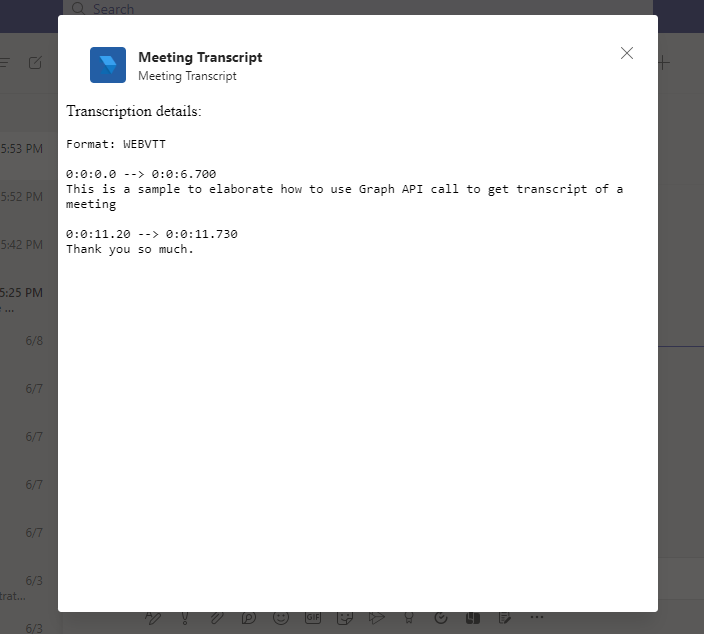 Search
Meeting Transcript
Meeting Transcript
Transcription details:
Format: WEBVTT
0:0:0.0 --> 0:0:6.700
This is a sample to elaborate how to use Graph API call to get transcript of a
meeting
0:0:11.20 --> 0:0:11.730
Thank you so much.
5:53 PM
5:52 PM
5:42 PM
5:25 PM
...
6/8
6/7
6/7
6/7
6/7
6/3
trat...
6/3
GIF